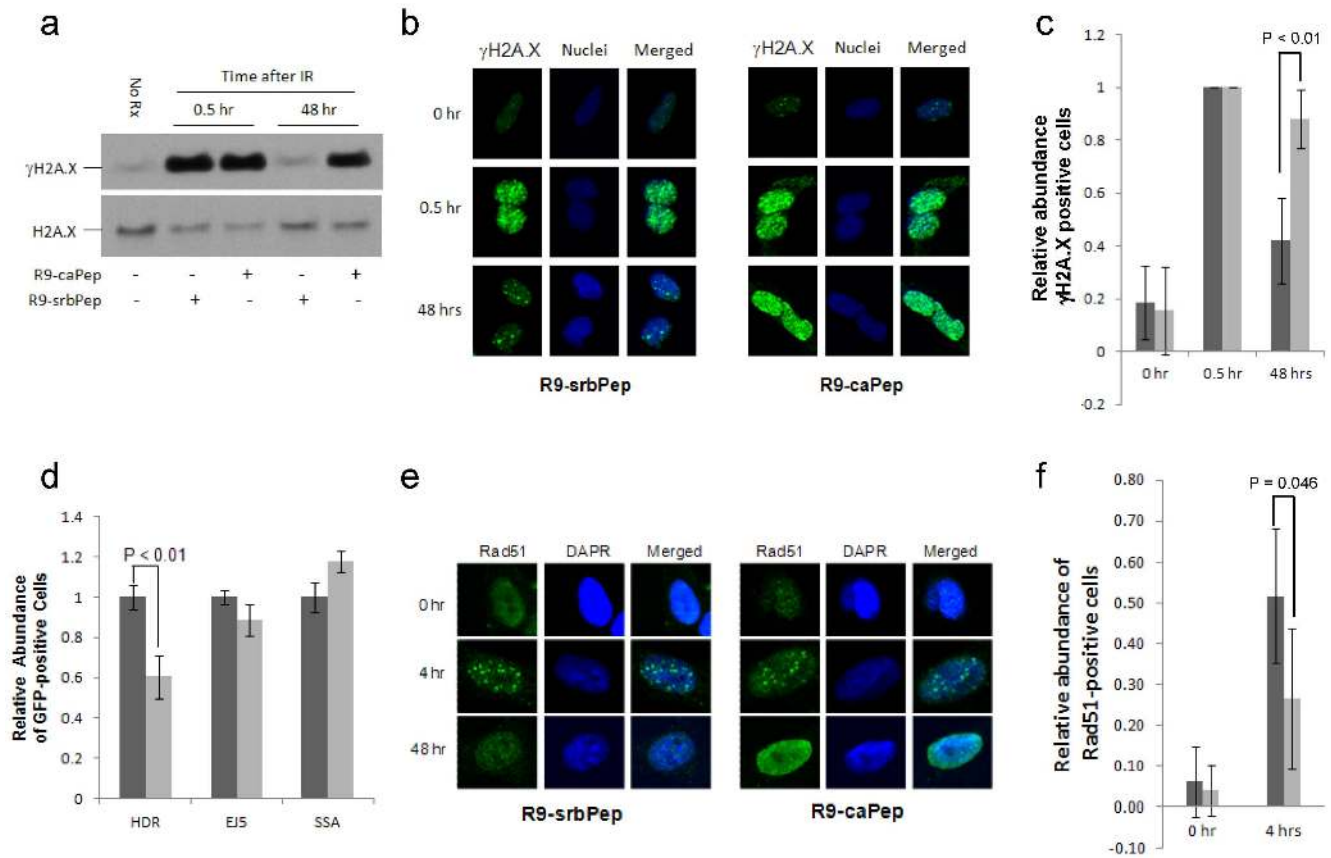 a
No Rx
Time after IR
0.5 hr
48 hr
γH2A.X
H2A.X
R9-caPep
- - + - +
R9-srbPep
- + - + -
b
γH2A.X Nuclei Merged
γH2A.X Nuclei Merged
0 hr
0.5 hr
48 hrs
R9-srbPep
R9-caPep
c
P < 0.01
Relative abundance
γH2A.X positive cells
1
0.8
0.6
0.4
0.2
0
-0.2
0 hr
0.5 hr
48 hrs
d
Relative Abundance
of GFP-positive Cells
1.4
1.2
1
0.8
0.6
0.4
0.2
0
P < 0.01
HDR
EJ5
SSA
e
Rad51 DAPR Merged
Rad51 DAPR Merged
0 hr
4 hr
48 hr
R9-srbPep
R9-caPep
f
P = 0.046
Relative abundance of
Rad51-positive cells
0.80
0.70
0.60
0.50
0.40
0.30
0.20
0.10
0.00
-0.10
0 hr
4 hrs